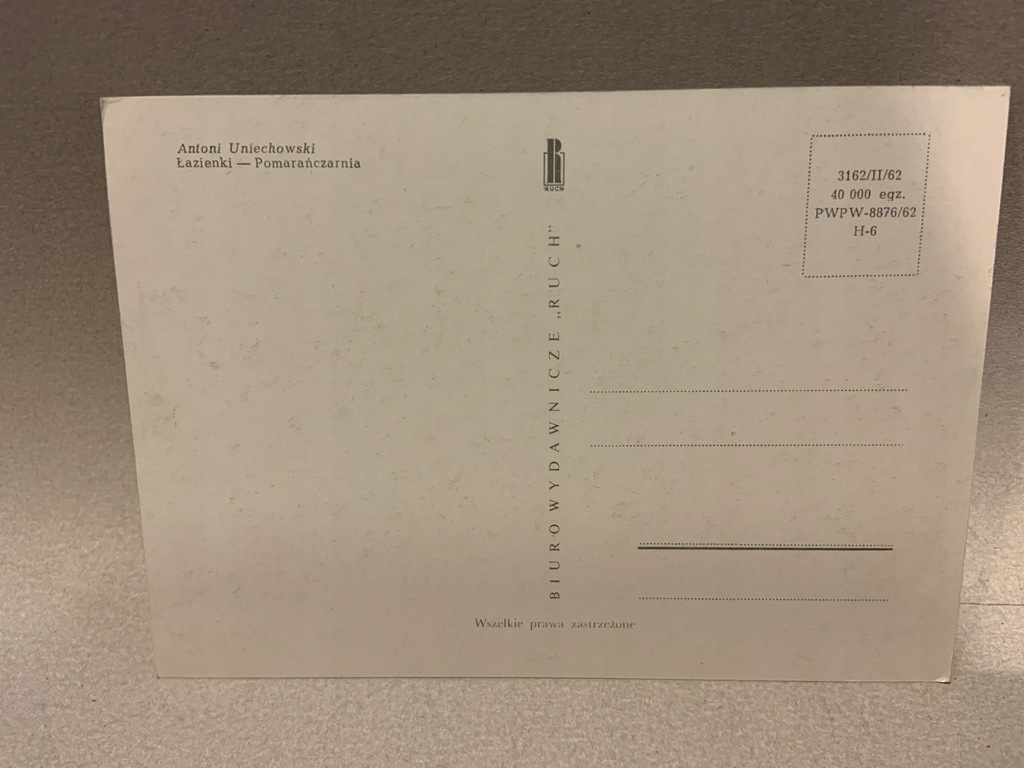 Antoni Uniechowski
Łazienki — Pomarańczarnia
RUCH
BIURO WYDAWNICZE „RUCH”
3162/II/62
40 000 egz.
PWPW-8876/62
H-6
Wszelkie prawa zastrzeżone